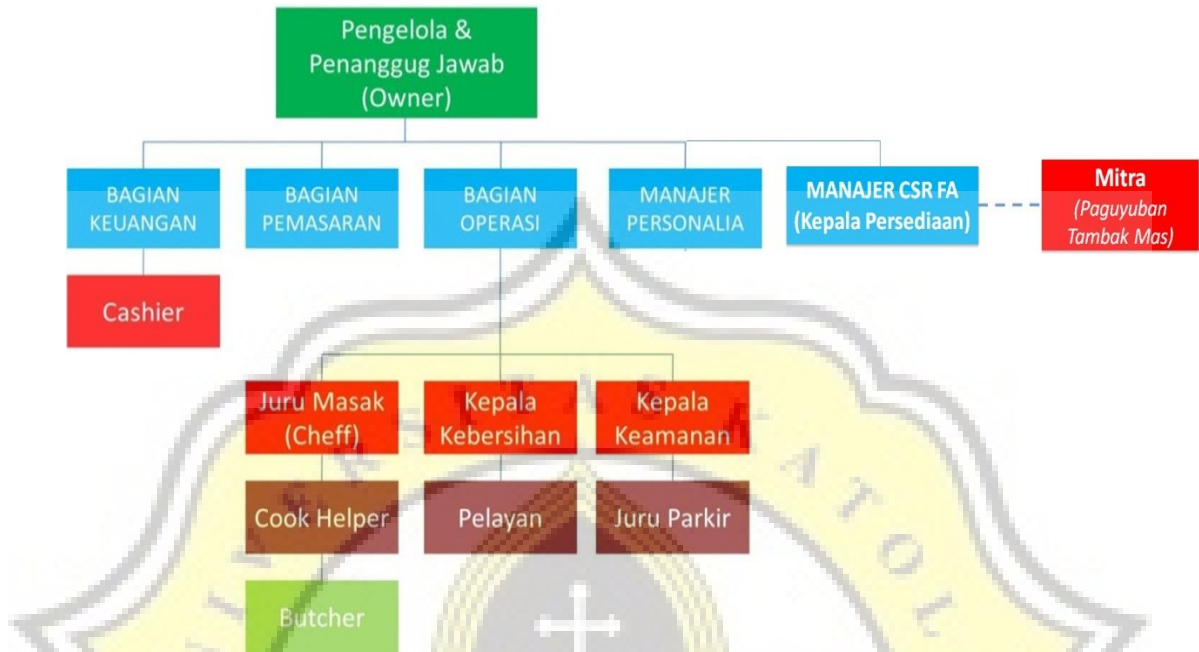 Pengelola &
Penanggug Jawab
(Owner)
BAGIAN
KEUANGAN
BAGIAN
PEMASARAN
BAGIAN
OPERASI
MANAJER
PERSONALIA
MANAJER CSR FA
(Kepala Persediaan)
Mitra
(Paguyuban
Tambak Mas)
Cashier
Juru Masak
(Cheff)
Kepala
Kebersihan
Kepala
Keamanan
Cook Helper
Pelayan
Juru Parkir
Butcher